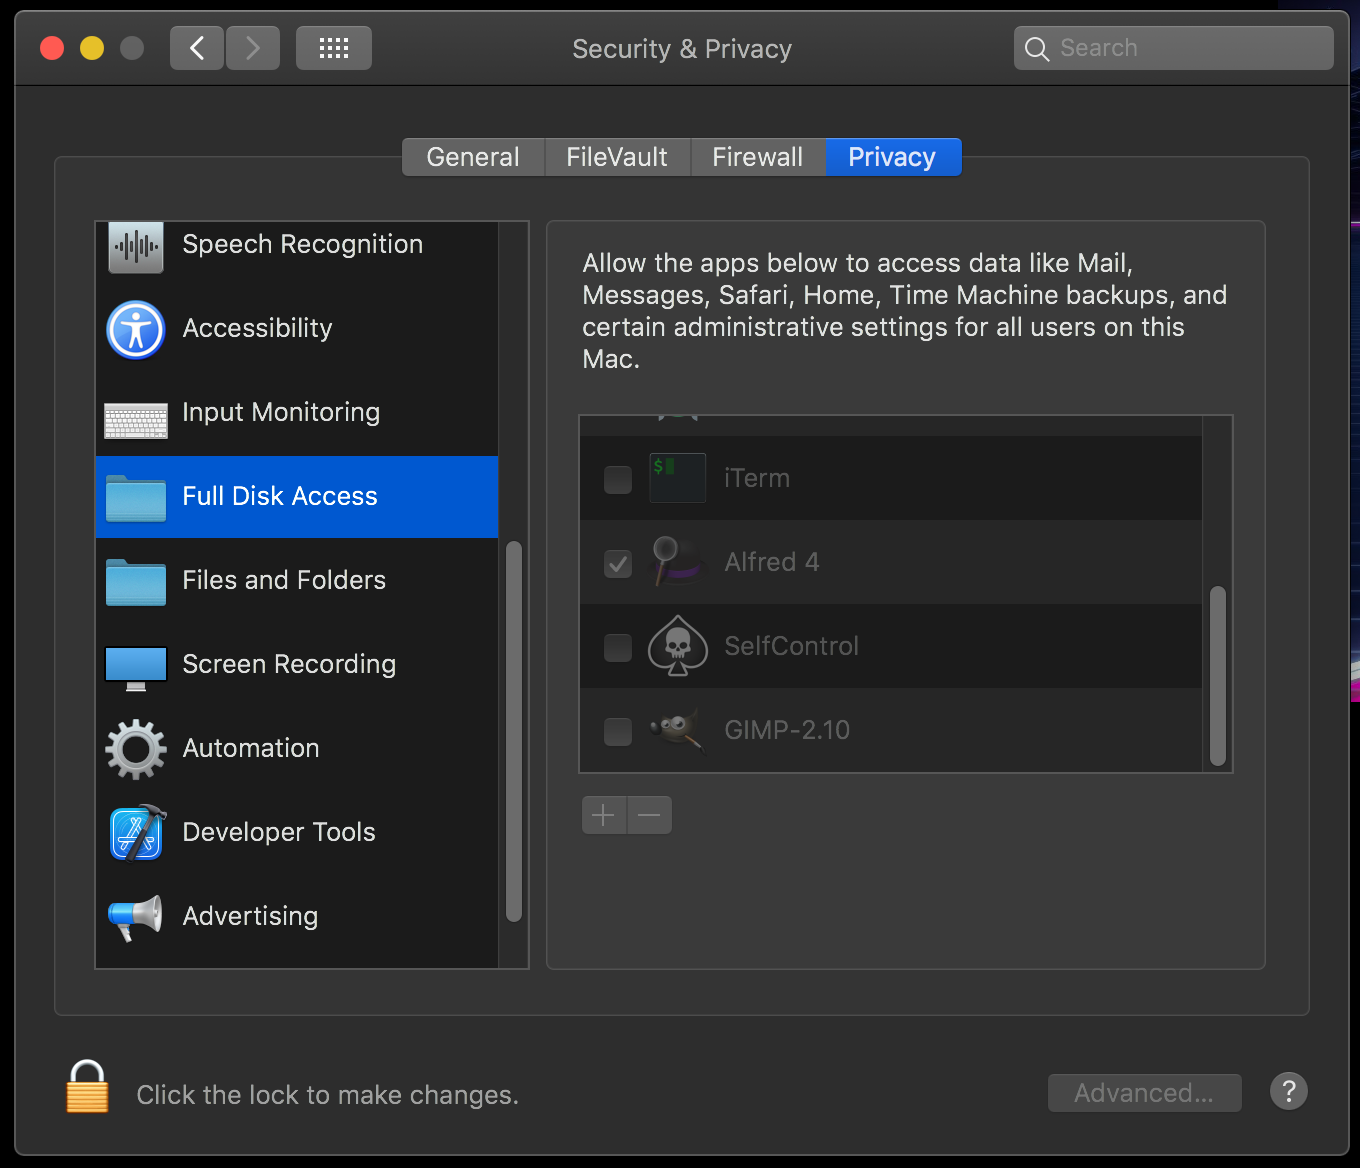 Security & Privacy
Search
General
FileVault
Firewall
Privacy
Speech Recognition
Accessibility
Input Monitoring
Full Disk Access
Files and Folders
Screen Recording
Automation
Developer Tools
Advertising
Allow the apps below to access data like Mail,
Messages, Safari, Home, Time Machine backups, and
certain administrative settings for all users on this
Mac.
$
iTerm
Alfred 4
SelfControl
GIMP-2.10
Click the lock to make changes.
Advanced...
?